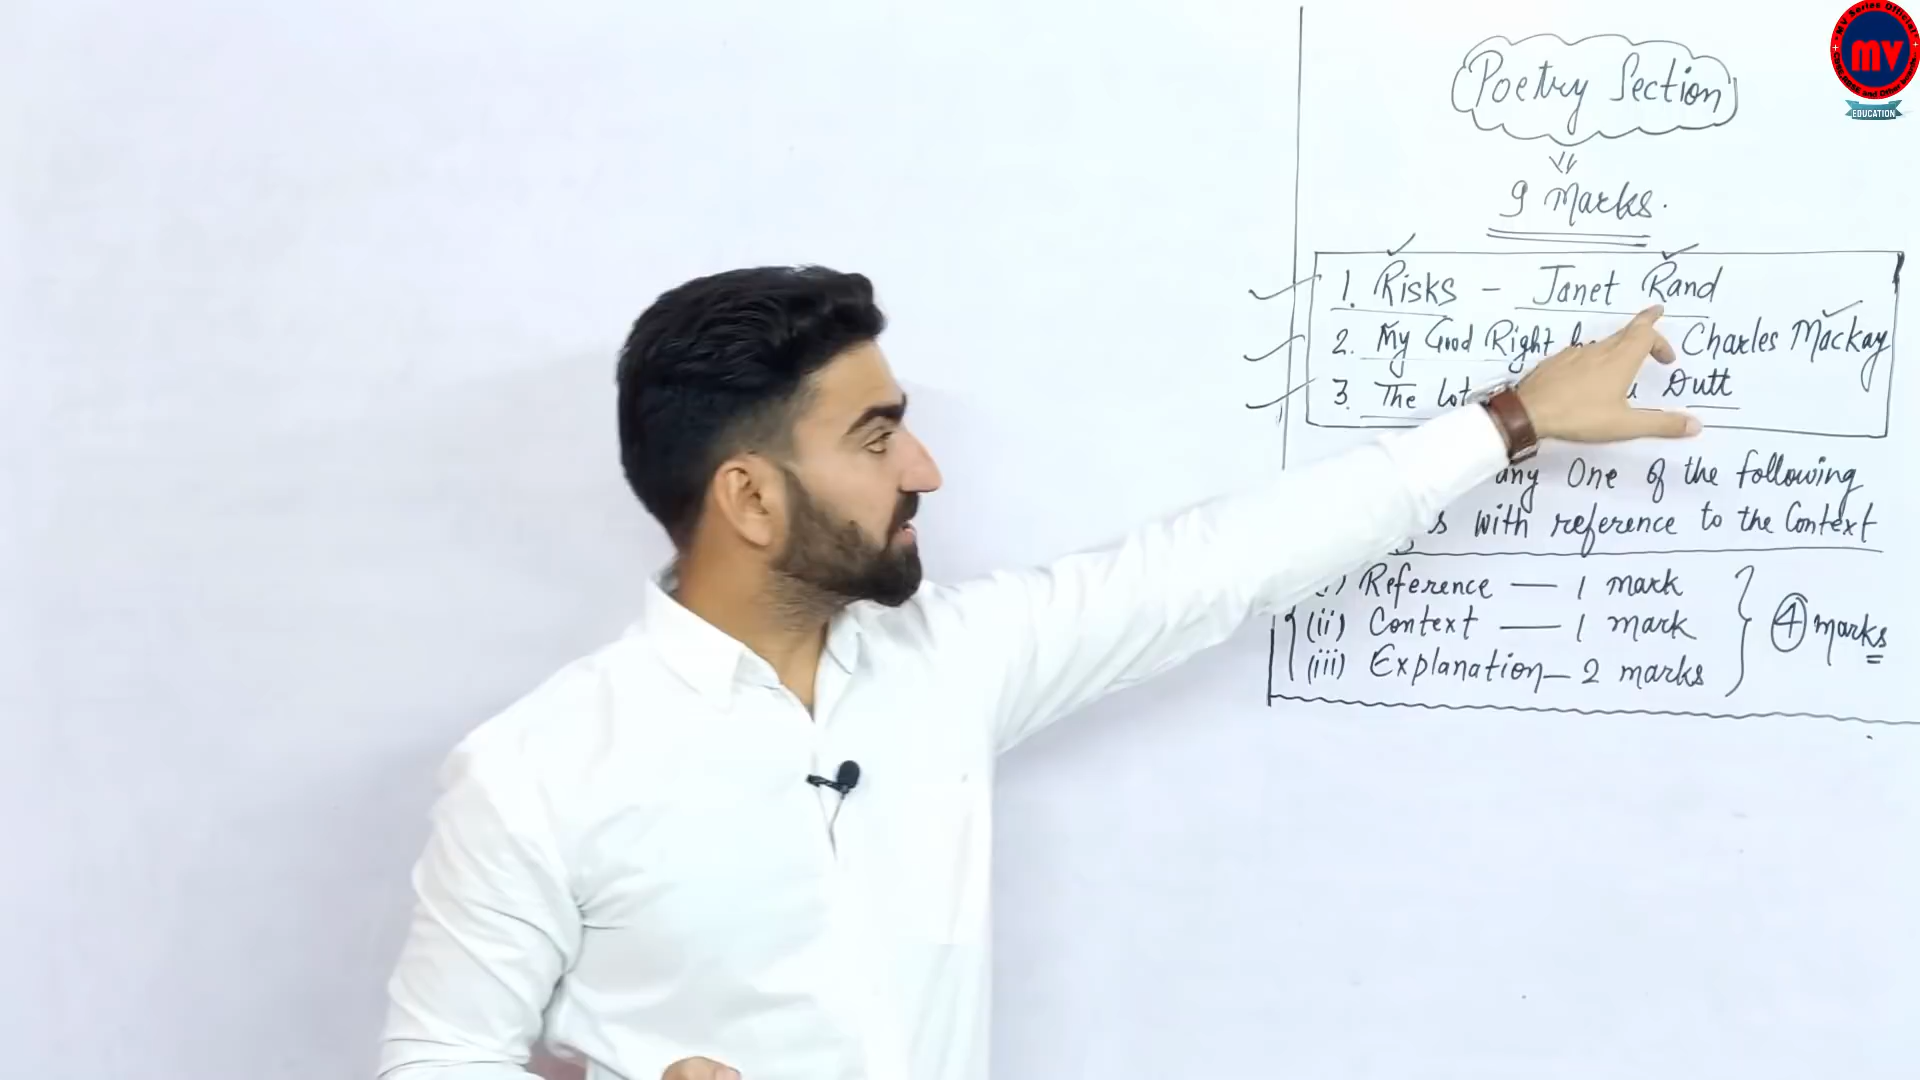 Poetry Section
9 Marks.
1. Risks - Janet Rand
2. My Good Right Charles Mackay
3. The Dutt
any One of the following
with reference to the Context
Reference — 1 mark
(ii) Context — 1 mark
(iii) Explanation — 2 marks
4 marks
MV
EDUCATION